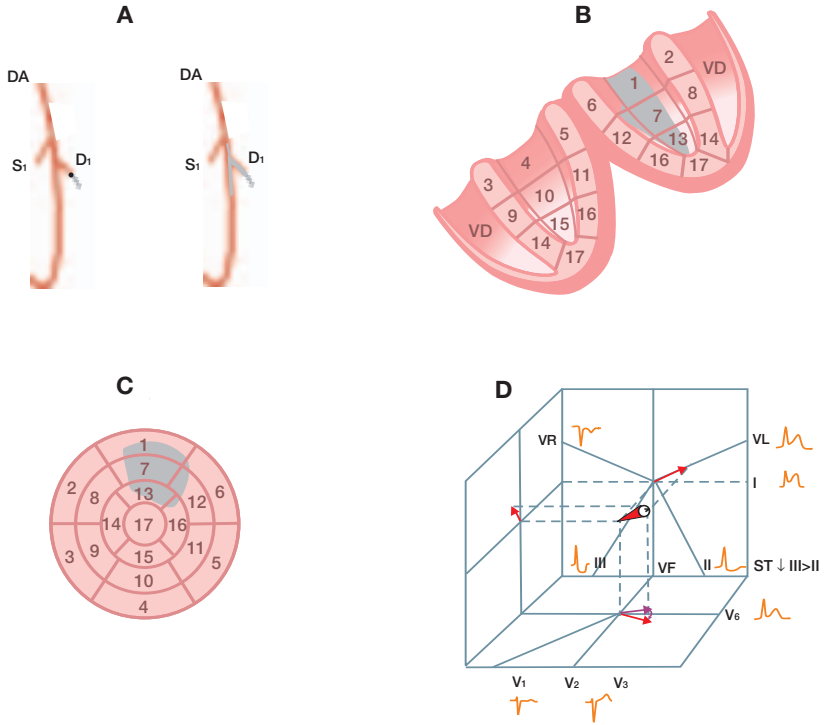 A
DA
S1
D1
DA
S1
D1
B
1
2
VD
6
7
8
5
12
13
14
4
16
17
3
11
10
9
15
16
VD
14
17
C
1
7
2
6
8
13
12
14
17
16
3
9
15
11
5
10
4
D
VR
VL
I
III
VF
II
ST ↓ III>II
V6
V1
V2
V3